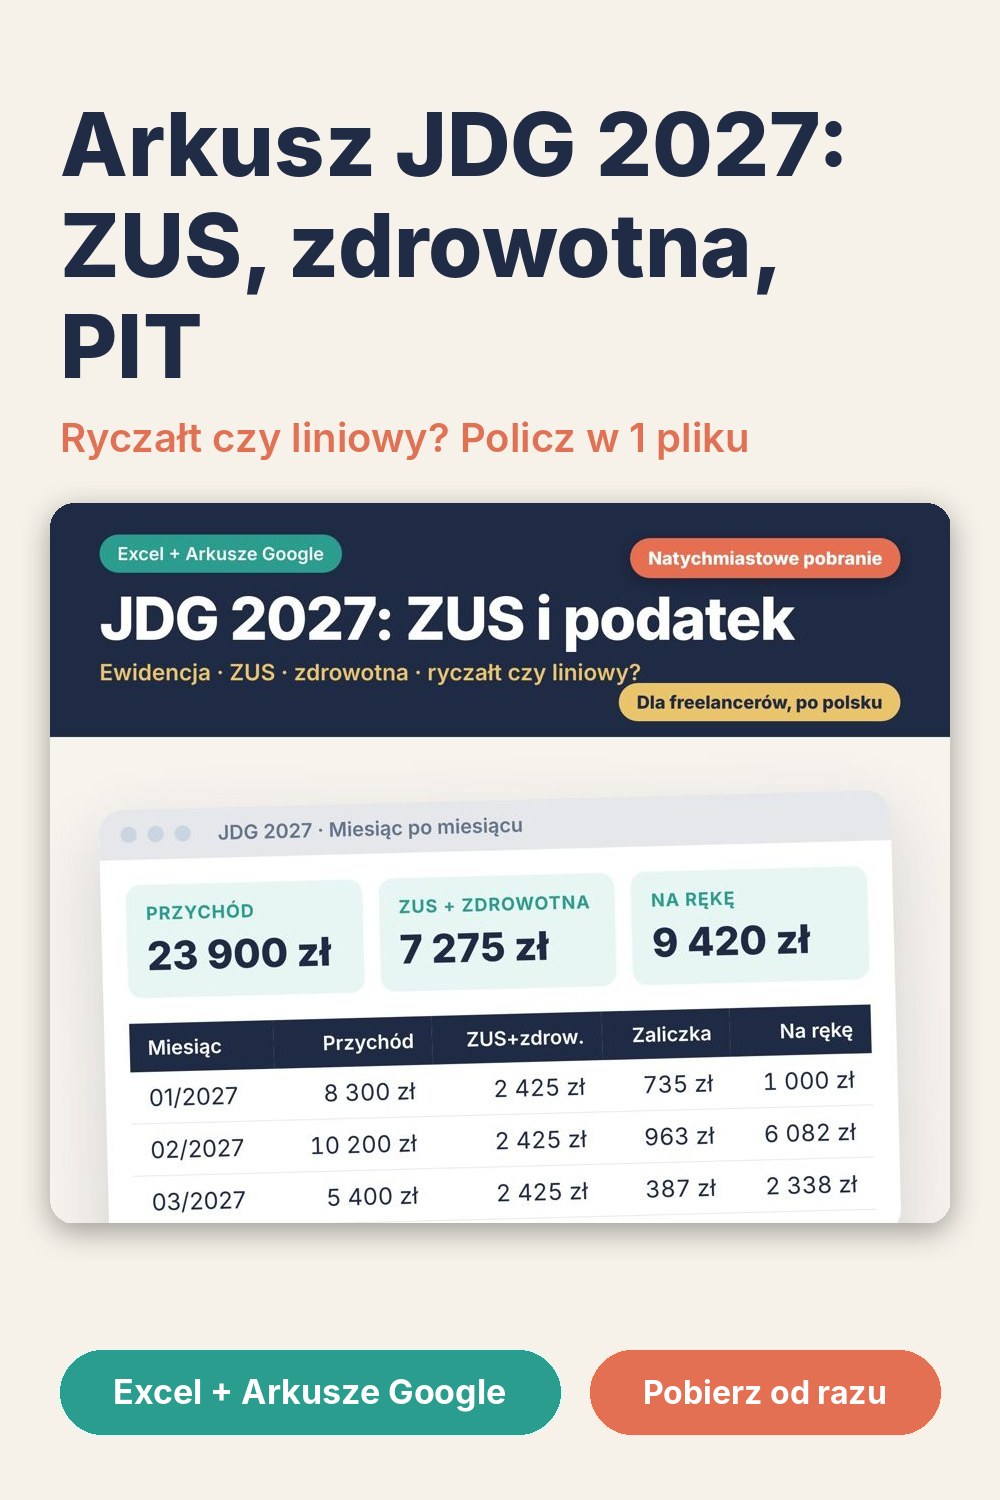 Arkusz JDG 2027:
ZUS, zdrowotna,
PIT
Ryczałt czy liniowy? Policz w 1 pliku
Excel + Arkusze Google
Natychmiastowe pobranie
JDG 2027: ZUS i podatek
Ewidencja · ZUS · zdrowotna · ryczałt czy liniowy?
Dla freelancerów, po polsku
JDG 2027 · Miesiąc po miesiącu
PRZYCHÓD ZUS + ZDROWOTNA NA RĘKĘ
23 900 zł 7 275 zł 9 420 zł
Miesiąc Przychód ZUS+zdrow. Zaliczka Na rękę
01/2027 8 300 zł 2 425 zł 735 zł 1 000 zł
02/2027 10 200 zł 2 425 zł 963 zł 6 082 zł
03/2027 5 400 zł 2 425 zł 387 zł 2 338 zł
Excel + Arkusze Google Pobierz od razu